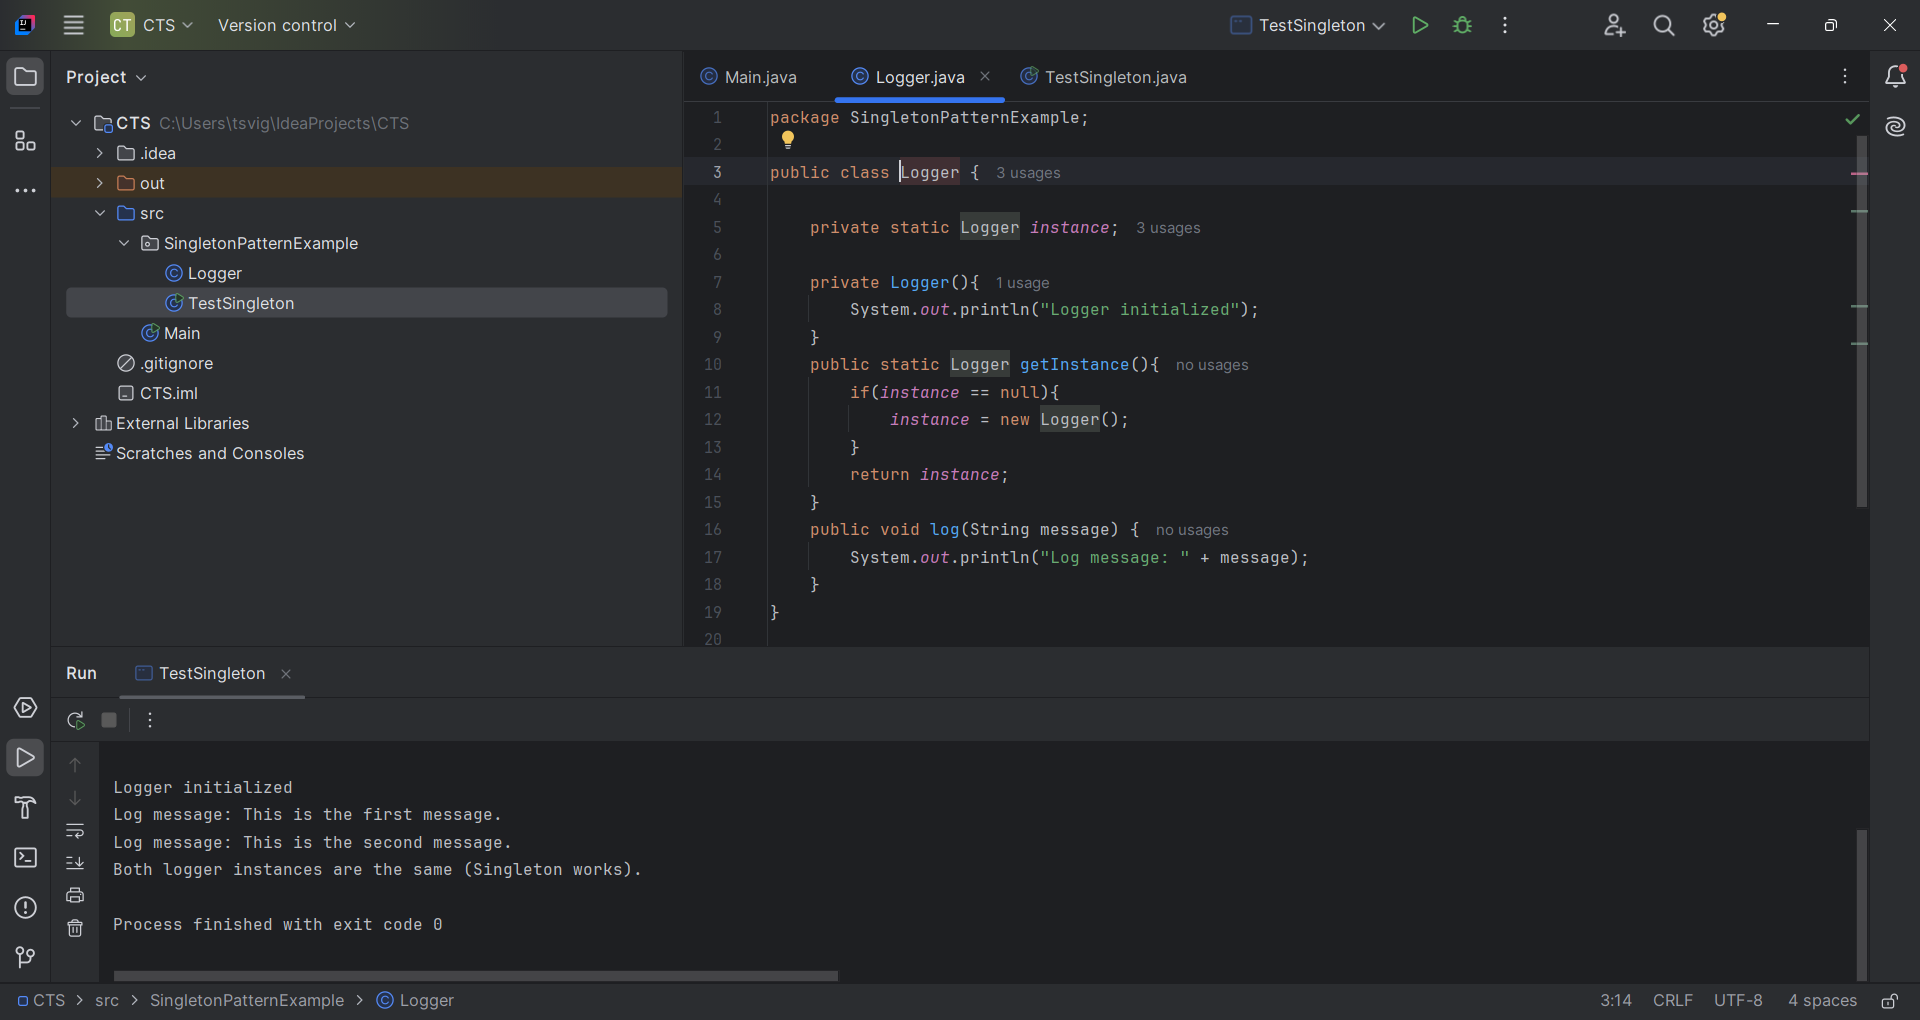 CT CTS Version control TestSingleton
Project
CTS C:\Users\tsvig\IdeaProjects\CTS
.idea
out
src
SingletonPatternExample
Logger
TestSingleton
Main
.gitignore
CTS.iml
External Libraries
Scratches and Consoles
Main.java Logger.java TestSingleton.java
1 package SingletonPatternExample;
2
3 public class Logger { 3 usages
4
5 private static Logger instance; 3 usages
6
7 private Logger(){ 1 usage
8 System.out.println("Logger initialized");
9 }
10 public static Logger getInstance(){ no usages
11 if(instance == null){
12 instance = new Logger();
13 }
14 return instance;
15 }
16 public void log(String message) { no usages
17 System.out.println("Log message: " + message);
18 }
19 }
20
Run TestSingleton
Logger initialized
Log message: This is the first message.
Log message: This is the second message.
Both logger instances are the same (Singleton works).
Process finished with exit code 0
CTS > src > SingletonPatternExample > Logger 3:14 CRLF UTF-8 4 spaces